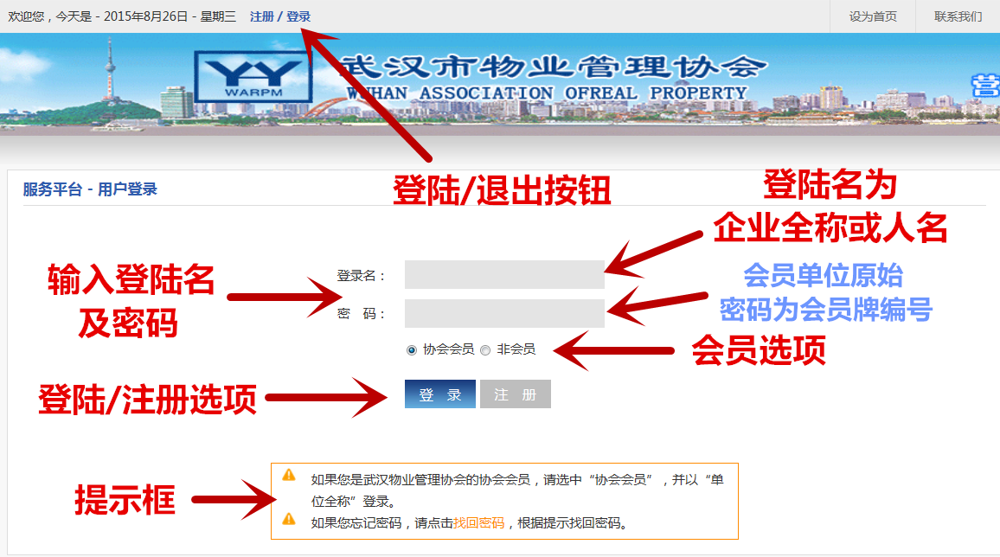 欢迎您，今天是 - 2015年8月26日 - 星期三 注册 / 登录 设为首页 联系我们
武汉市物业管理协会
WARPM
WUHAN ASSOCIATION OFREAL PROPERTY
营
服务平台 - 用户登录
登陆/退出按钮
登陆名为
企业全称或人名
输入登陆名
及密码
登录名：
会员单位原始
密码为会员牌编号
密 码：
协会会员 非会员
会员选项
登陆/注册选项
登 录 注 册
提示框
如果您是武汉物业管理协会的协会会员，请选中“协会会员”，并以“单
位全称”登录。
如果您忘记密码，请点击找回密码，根据提示找回密码。